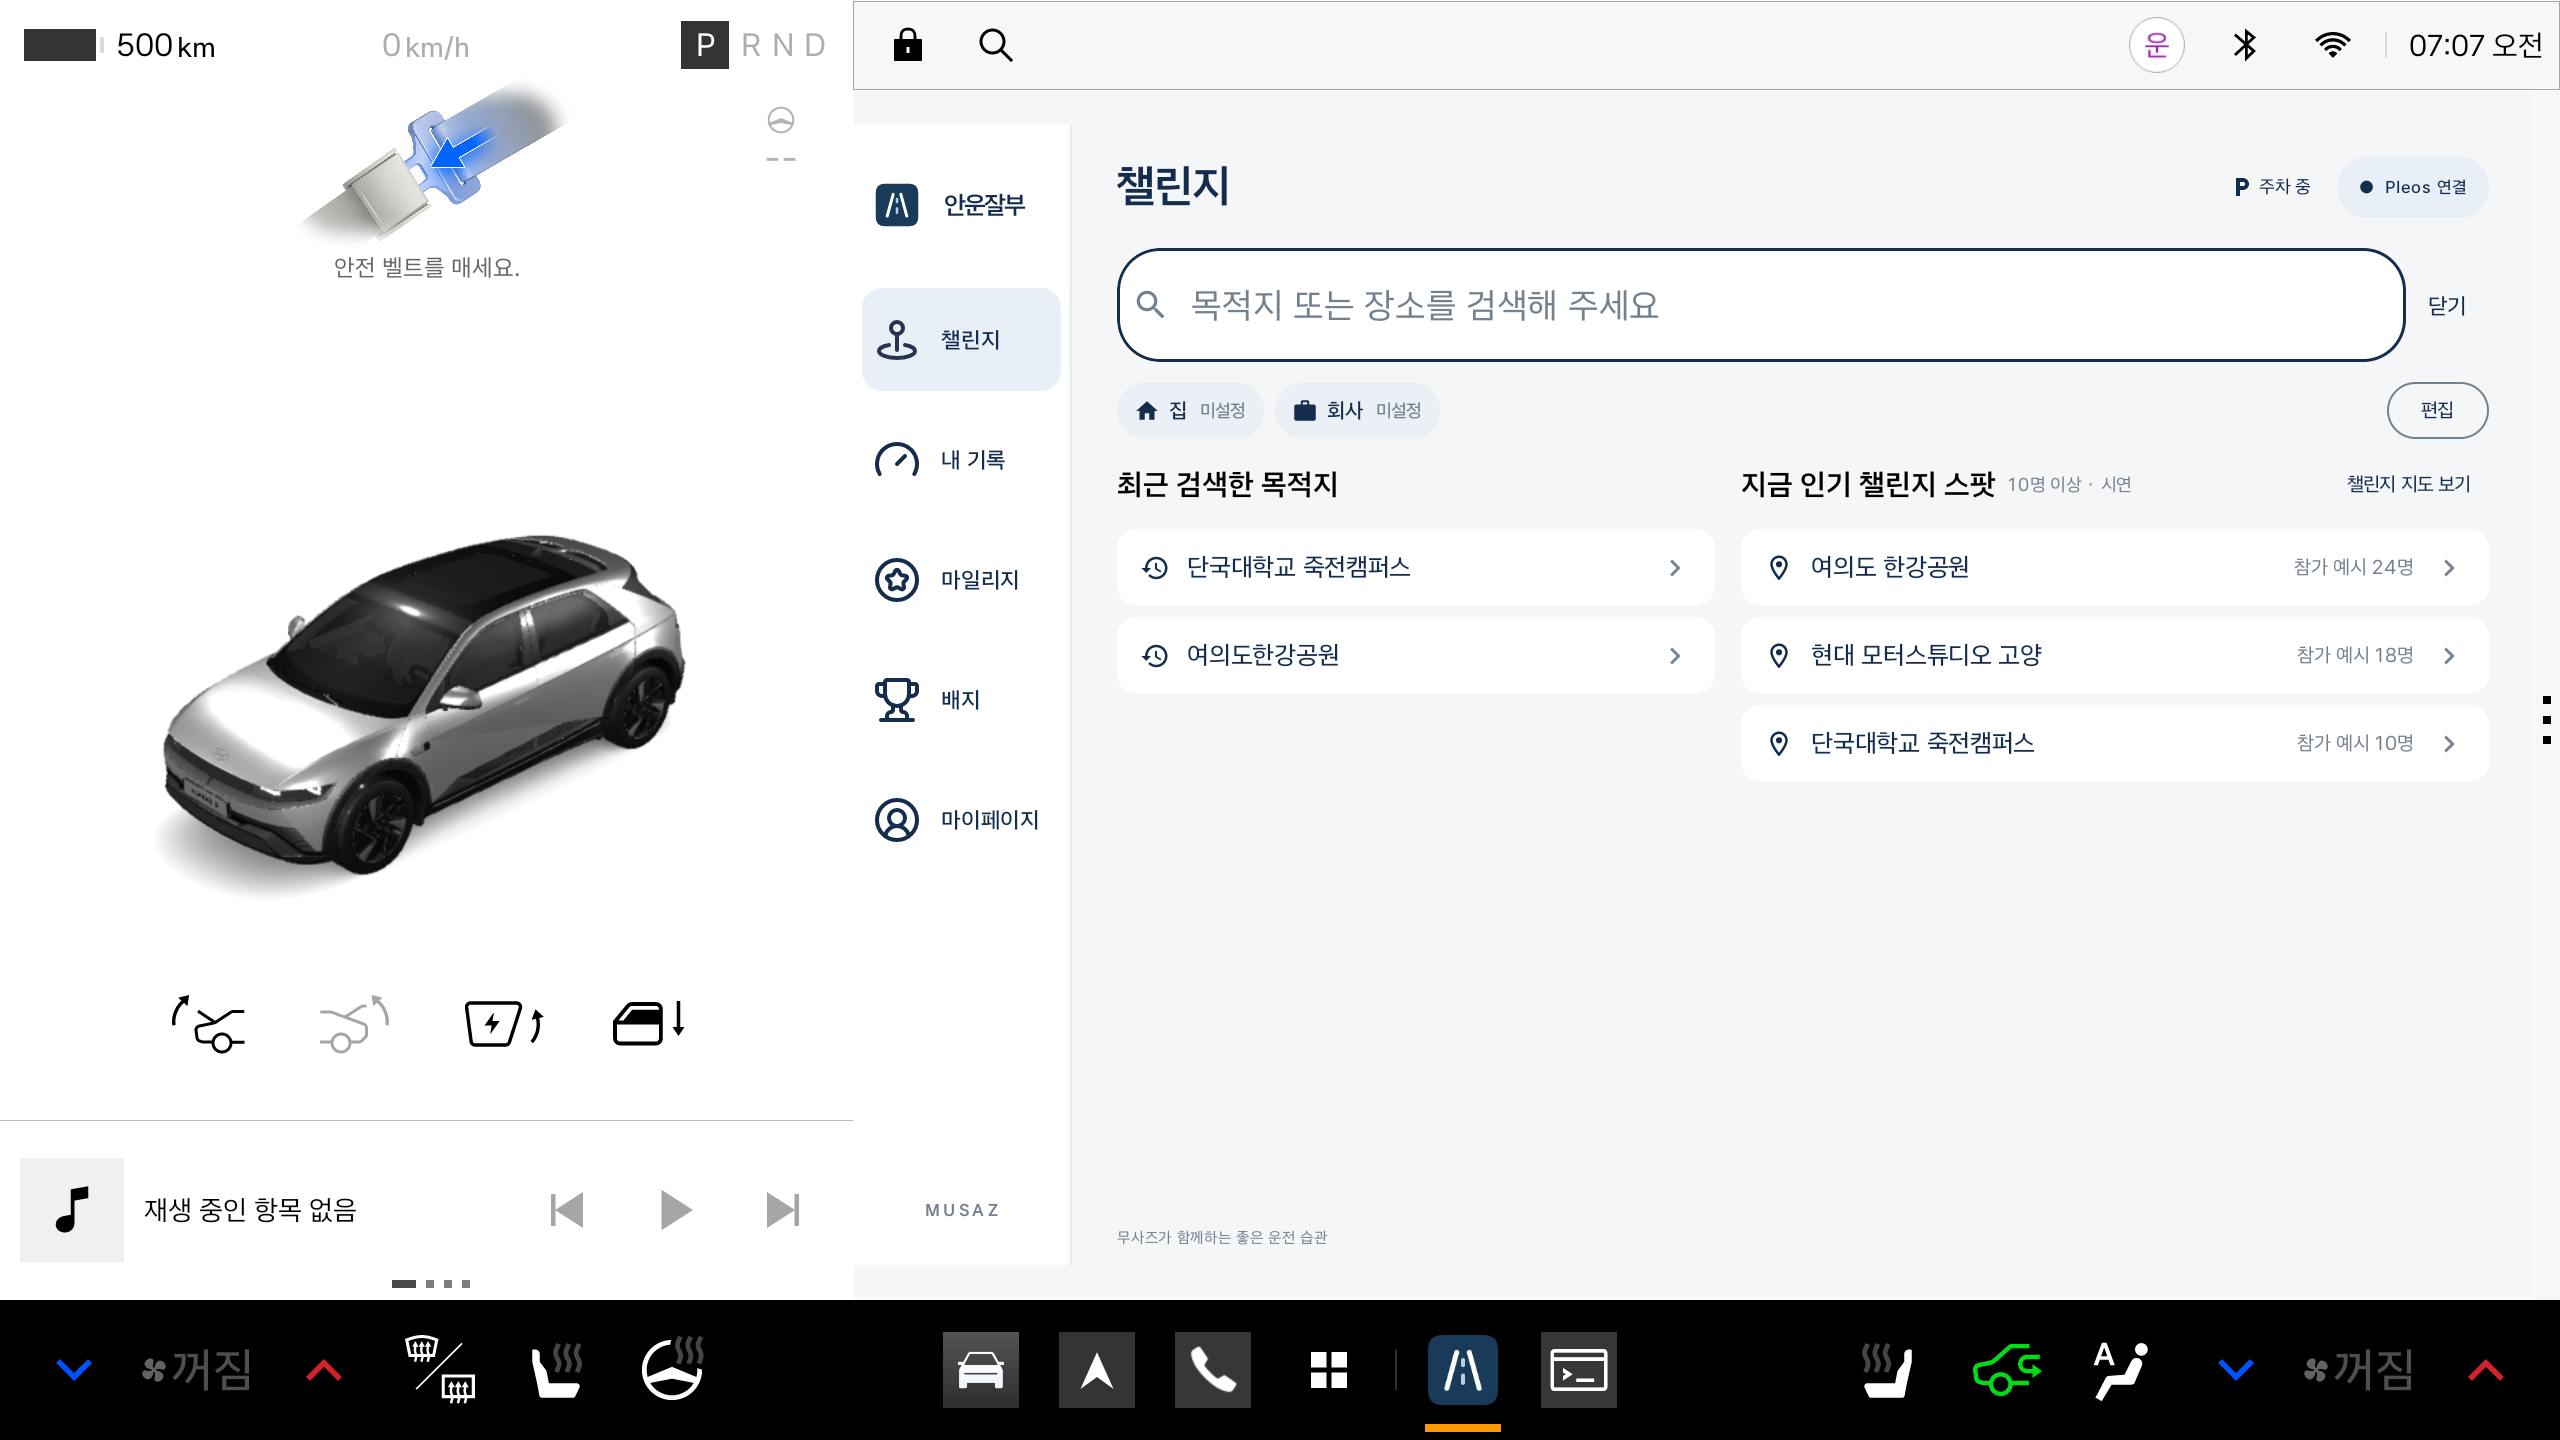 500 km
0 km/h
P R N D
안전 벨트를 매세요.
재생 중인 항목 없음
운
07:07 오전
안운잘부
챌린지
내 기록
마일리지
배지
마이페이지
MUSAZ
챌린지
P 주차 중
Pleos 연결
목적지 또는 장소를 검색해 주세요
닫기
집 미설정
회사 미설정
편집
최근 검색한 목적지
단국대학교 죽전캠퍼스
여의도한강공원
지금 인기 챌린지 스팟 10명 이상 · 시연
챌린지 지도 보기
여의도 한강공원 참가 예시 24명
현대 모터스튜디오 고양 참가 예시 18명
단국대학교 죽전캠퍼스 참가 예시 10명
무사즈가 함께하는 좋은 운전 습관
꺼짐
A
꺼짐